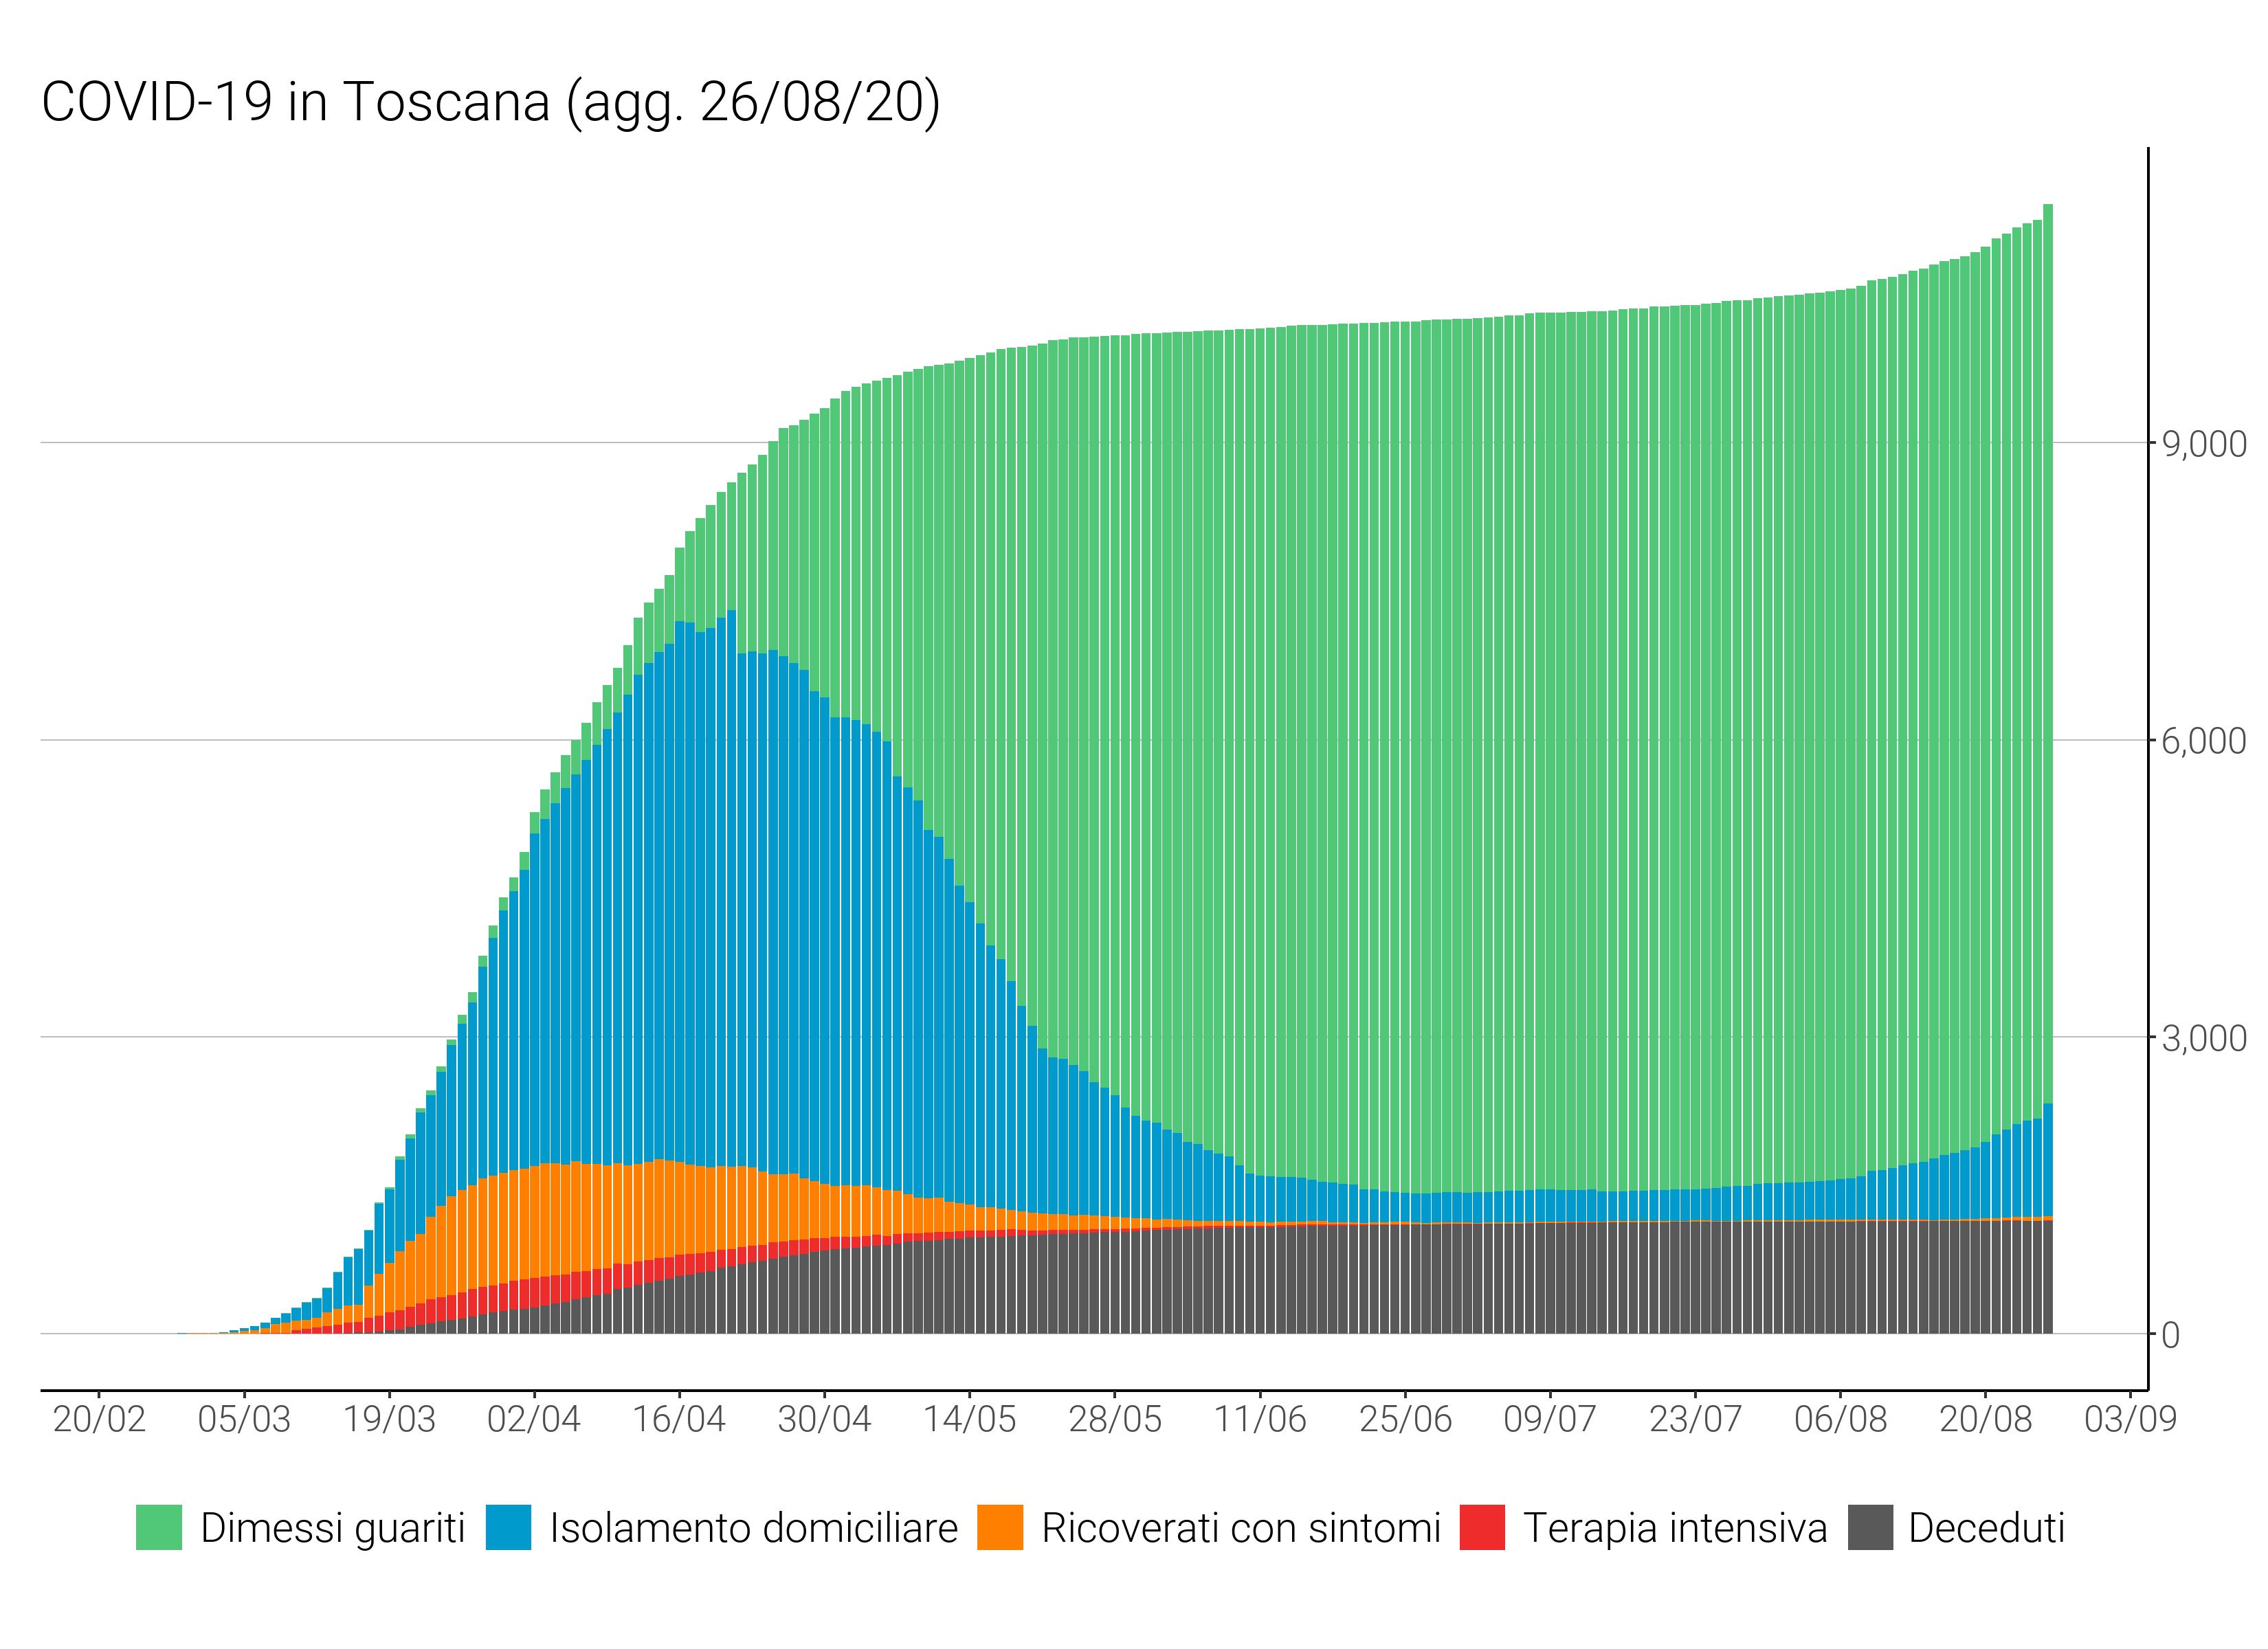 COVID-19 in Toscana (agg. 26/08/20)
9,000
6,000
3,000
0
20/02 05/03 19/03 02/04 16/04 30/04 14/05 28/05 11/06 25/06 09/07 23/07 06/08 20/08 03/09
Dimessi guariti Isolamento domiciliare Ricoverati con sintomi Terapia intensiva Deceduti